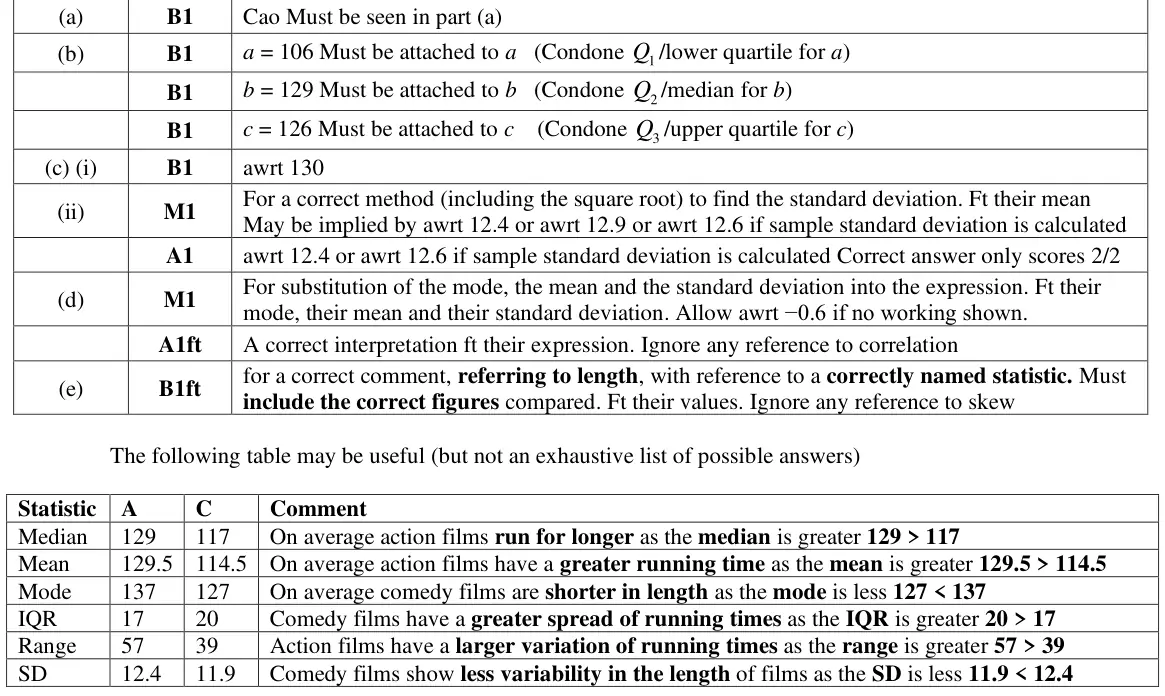 (a) B1 Cao Must be seen in part (a)
(b) B1 a = 106 Must be attached to a (Condone Q₁/lower quartile for a)
B1 b = 129 Must be attached to b (Condone Q₂/median for b)
B1 c = 126 Must be attached to c (Condone Q₃/upper quartile for c)
(c) (i) B1 awrt 130
(ii) M1 For a correct method (including the square root) to find the standard deviation. Ft their mean
May be implied by awrt 12.4 or awrt 12.9 or awrt 12.6 if sample standard deviation is calculated
A1 awrt 12.4 or awrt 12.6 if sample standard deviation is calculated Correct answer only scores 2/2
(d) M1 For substitution of the mode, the mean and the standard deviation into the expression. Ft their
mode, their mean and their standard deviation. Allow awrt −0.6 if no working shown.
A1ft A correct interpretation ft their expression. Ignore any reference to correlation
(e) B1ft for a correct comment, referring to length, with reference to a correctly named statistic. Must
include the correct figures compared. Ft their values. Ignore any reference to skew
The following table may be useful (but not an exhaustive list of possible answers)
Statistic A C Comment
Median 129 117 On average action films run for longer as the median is greater 129 > 117
Mean 129.5 114.5 On average action films have a greater running time as the mean is greater 129.5 > 114.5
Mode 137 127 On average comedy films are shorter in length as the mode is less 127 < 137
IQR 17 20 Comedy films have a greater spread of running times as the IQR is greater 20 > 17
Range 57 39 Action films have a larger variation of running times as the range is greater 57 > 39
SD 12.4 11.9 Comedy films show less variability in the length of films as the SD is less 11.9 < 12.4